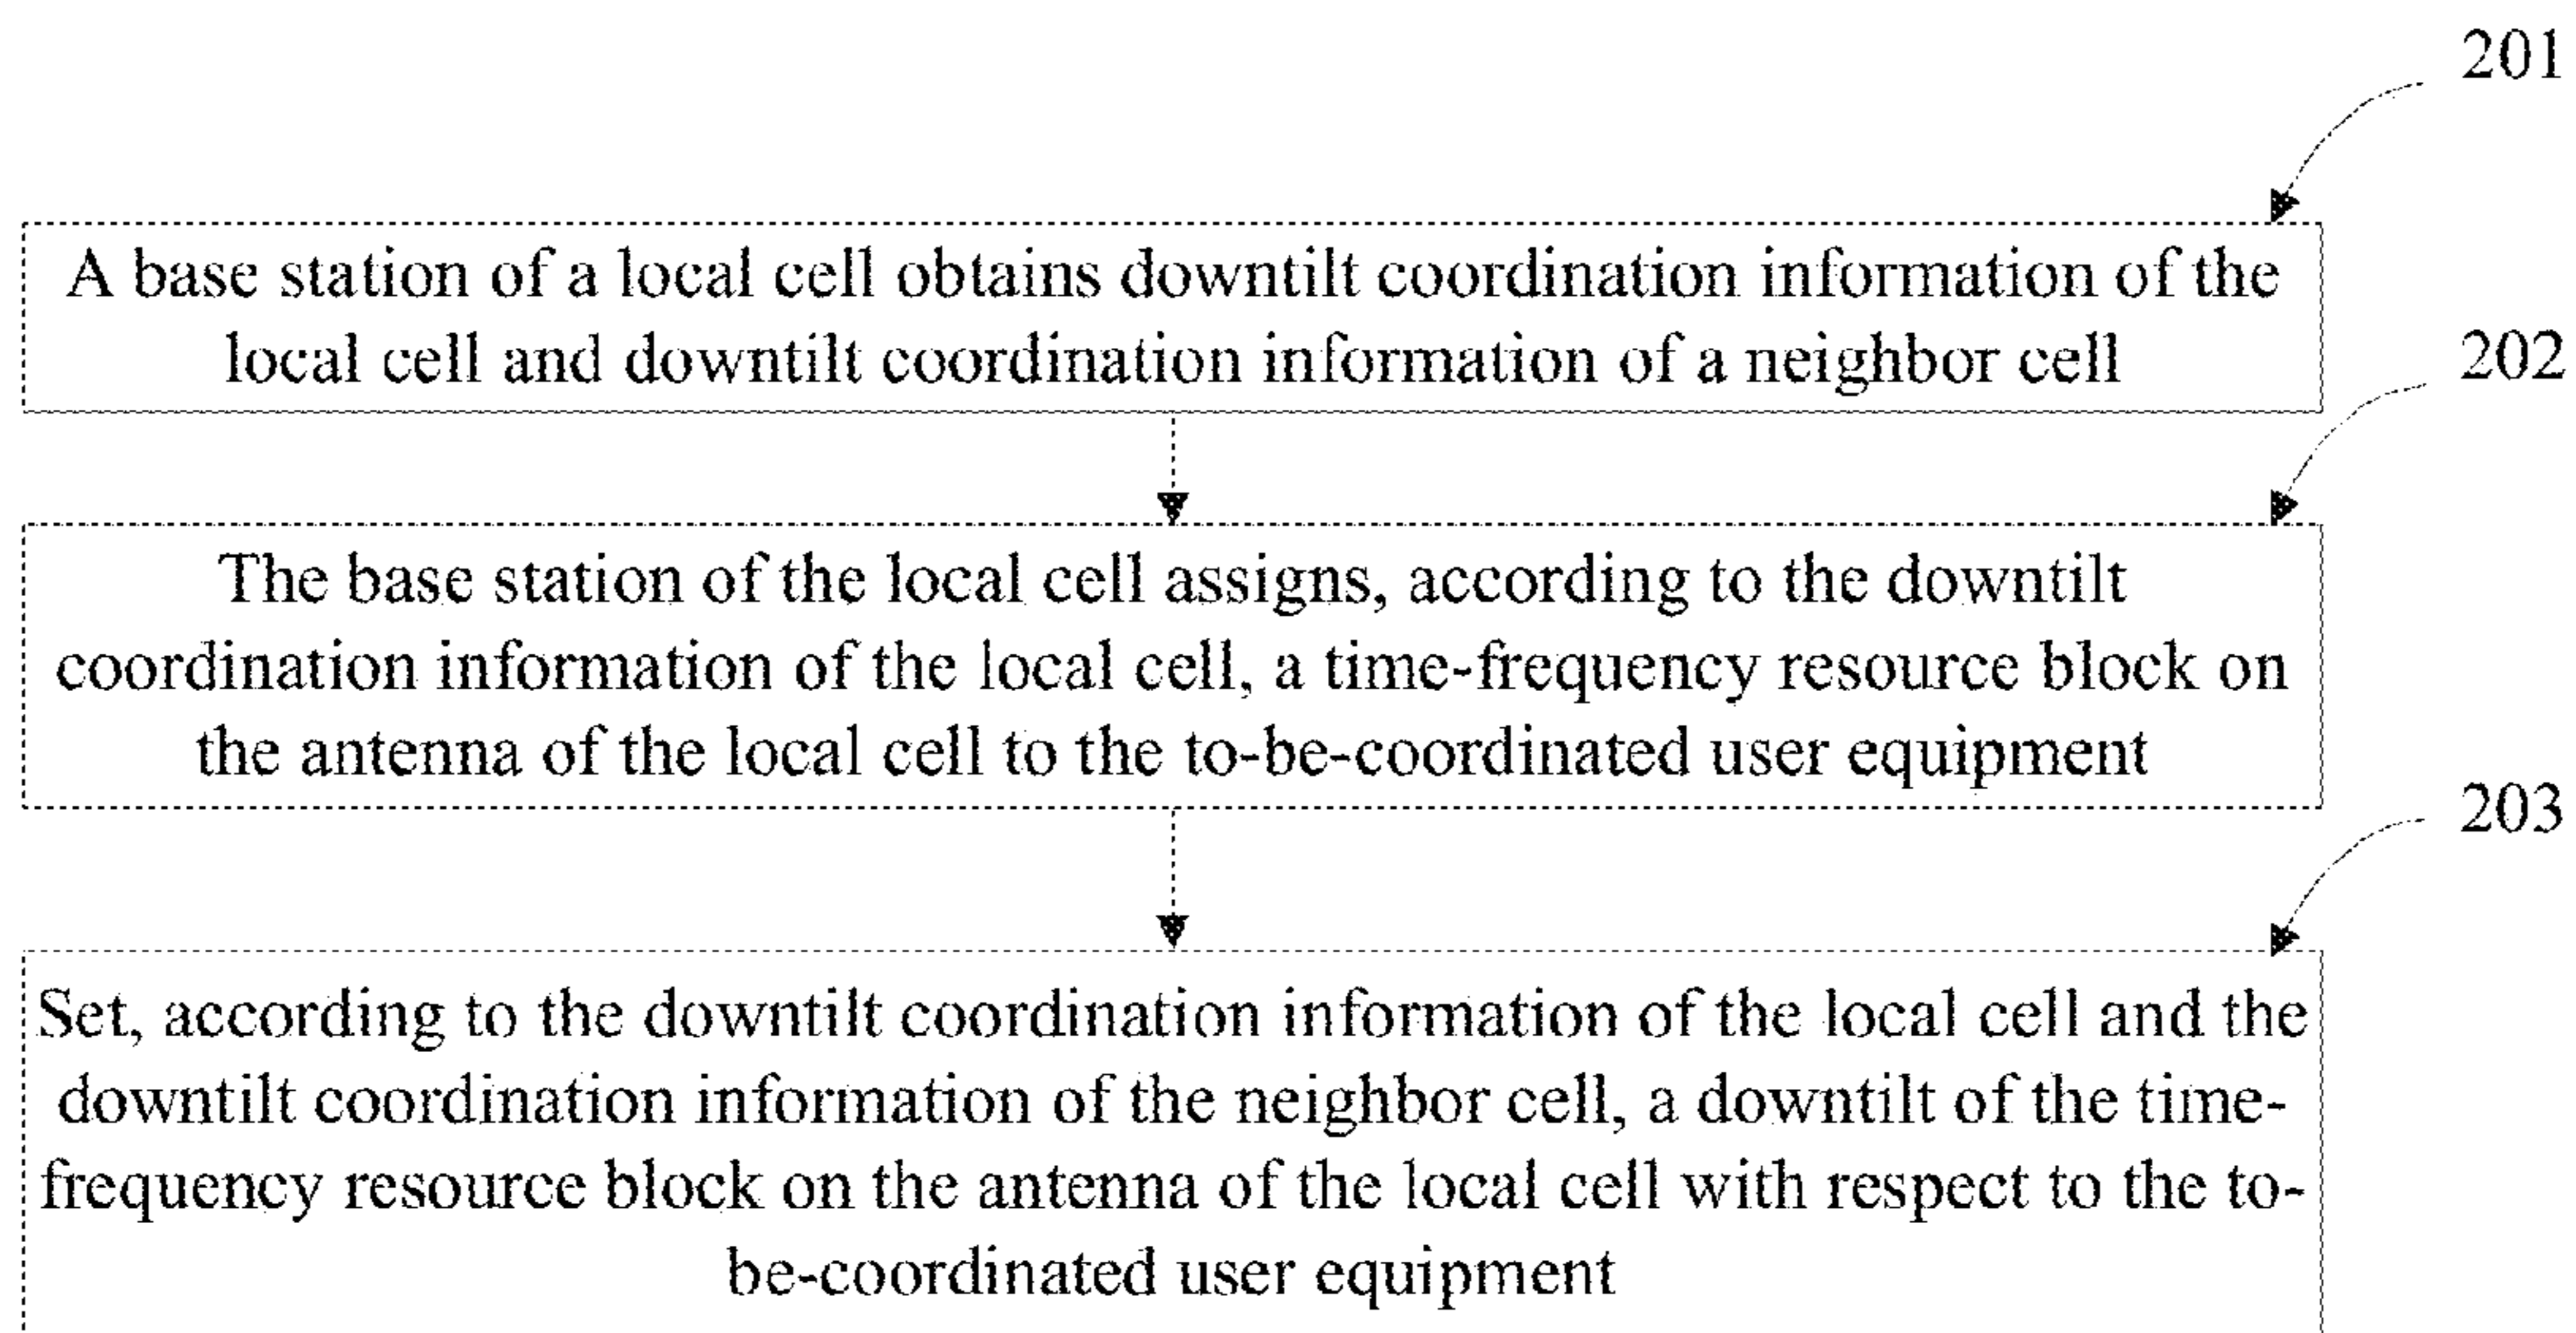 201
A base station of a local cell obtains downtilt coordination information of the
local cell and downtilt coordination information of a neighbor cell
202
The base station of the local cell assigns, according to the downtilt
coordination information of the local cell, a time-frequency resource block on
the antenna of the local cell to the to-be-coordinated user equipment
203
Set, according to the downtilt coordination information of the local cell and the
downtilt coordination information of the neighbor cell, a downtilt of the time-
frequency resource block on the antenna of the local cell with respect to the to-
be-coordinated user equipment